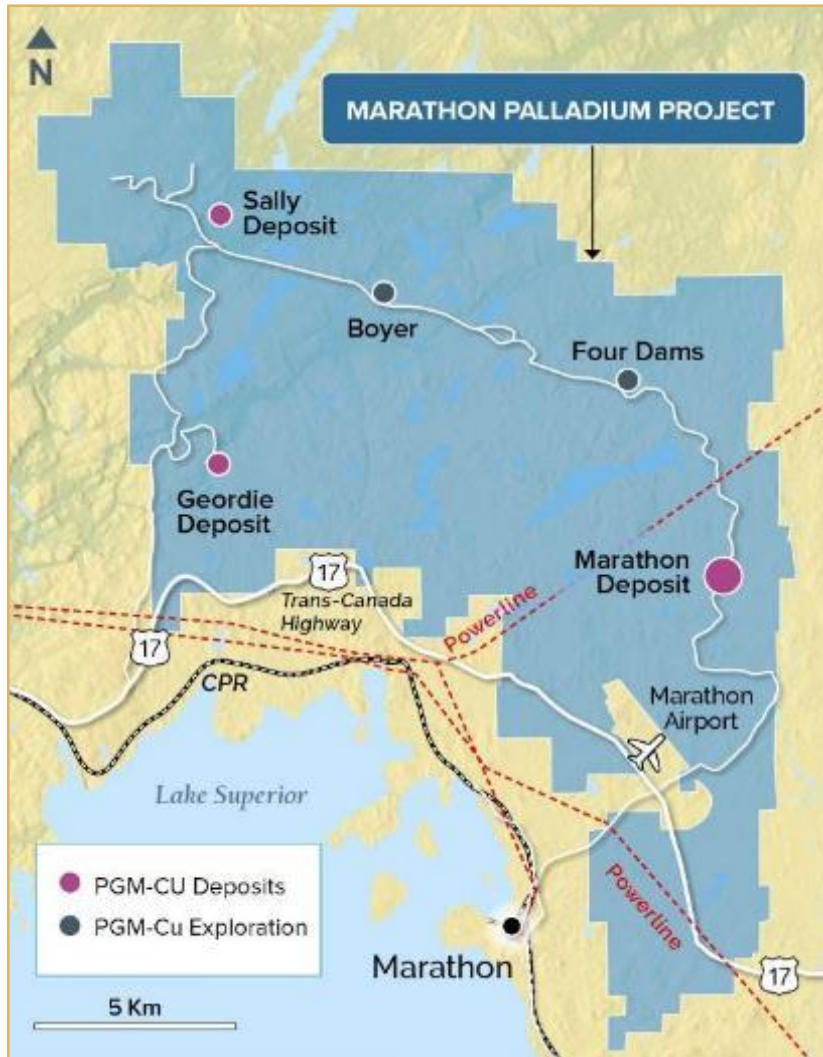 N
MARATHON PALLADIUM PROJECT
Sally
Deposit
Boyer
Four Dams
Geordie
Deposit
Marathon
Deposit
17
Trans-Canada
Highway
Powerline
17
CPR
Marathon
Airport
Lake Superior
PGM-CU Deposits
PGM-Cu Exploration
Powerline
Marathon
17
5 Km